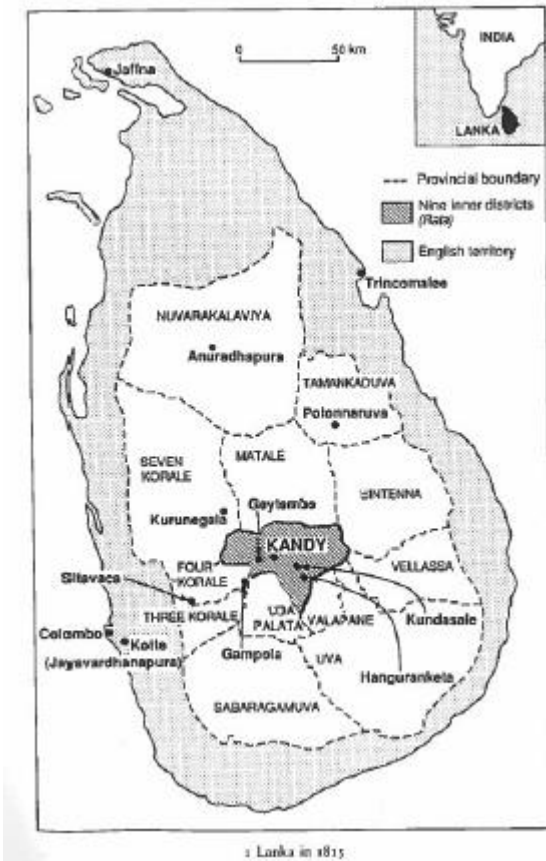 Jaffna
0 50 km
INDIA
LANKA
Provincial boundary
Nine inner districts
(Rata)
English territory
Trincomalee
NUVARAKALAVIYA
Anuradhapura
TAMANKADUVA
Polonnaruva
SEVEN
KORALE
MATALE
BINTENNA
Kurunegala
KANDY
FOUR
KORALE
VELLASSA
THREE KORALE
UDA
PALATA
VALAPANE
Kundasale
Colombo
Kotte
(Jayavardhanapura)
Gampola
UVA
Hanguranketa
SABARAGAMUVA
1 Lanka in 1815